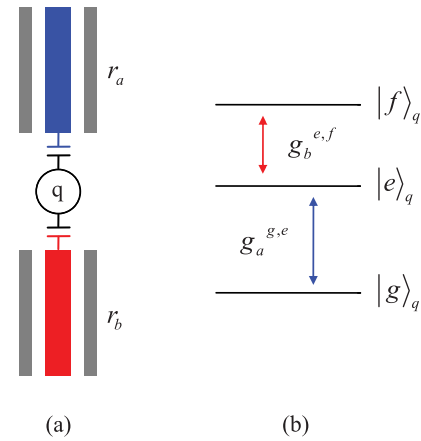 r_a
q
r_b
(a)
|f⟩_q
g_b^{e,f}
|e⟩_q
g_a^{g,e}
|g⟩_q
(b)